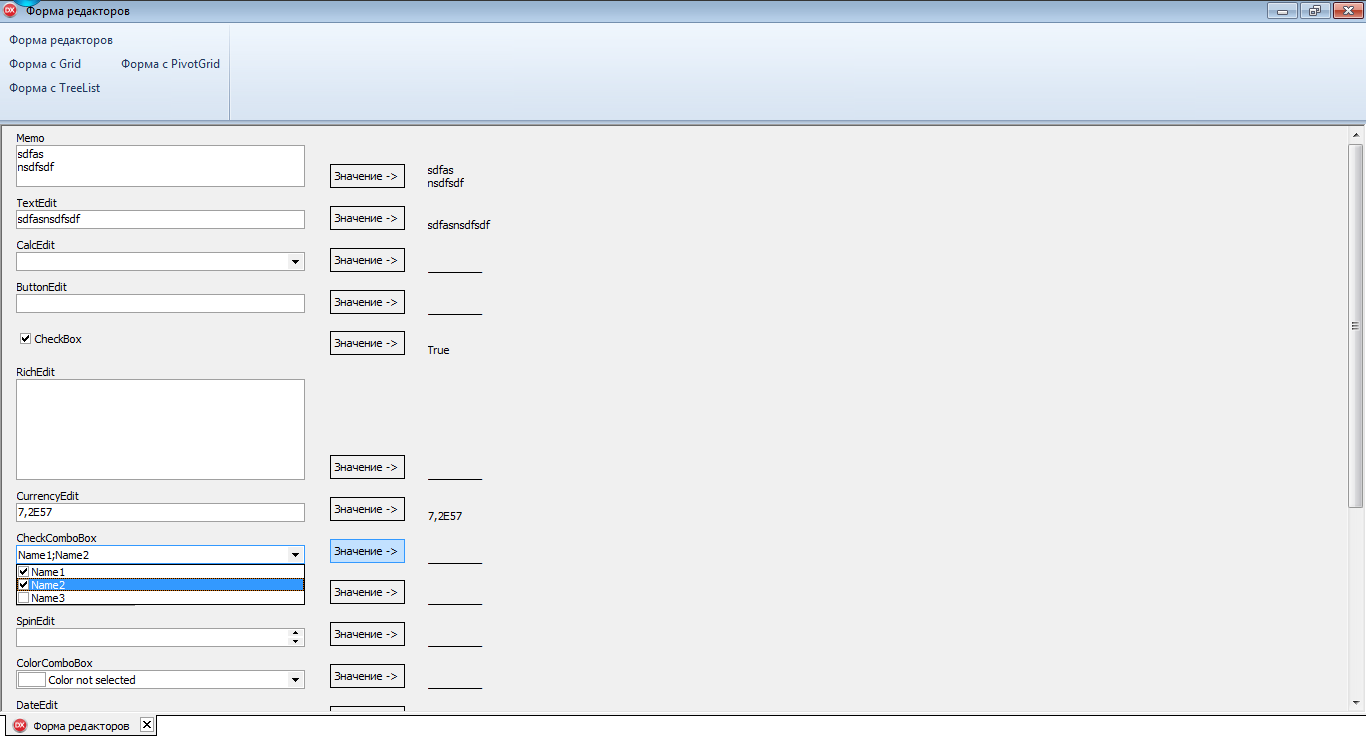 Форма редакторов
Форма редакторов
Форма с Grid Форма с PivotGrid
Форма с TreeList
Memo
sdfas
nsdfsdf
Значение -> sdfas
nsdfsdf
TextEdit
sdfasnsdfsdf Значение -> sdfasnsdfsdf
CalcEdit
Значение ->
ButtonEdit
Значение ->
CheckBox Значение -> True
RichEdit
Значение ->
CurrencyEdit
7,2E57 Значение -> 7,2E57
CheckComboBox
Name1;Name2 Значение ->
Name1
Name2
Name3 Значение ->
SpinEdit
Значение ->
ColorComboBox
Color not selected Значение ->
DateEdit
DX Форма редакторов